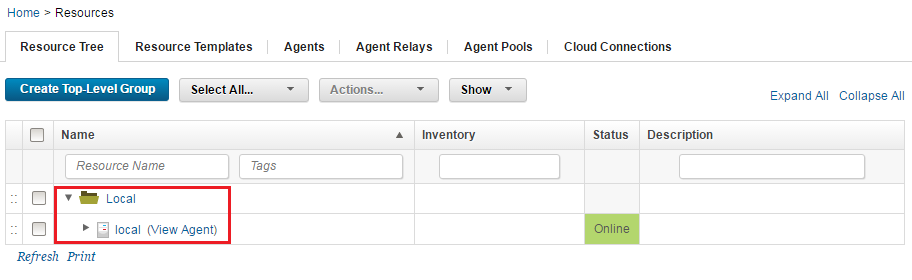 Home > Resources
Resource Tree Resource Templates Agents Agent Relays Agent Pools Cloud Connections
Create Top-Level Group Select All... Actions... Show Expand All Collapse All
Name Inventory Status Description
Resource Name Tags
Local
local (View Agent) Online
Refresh Print